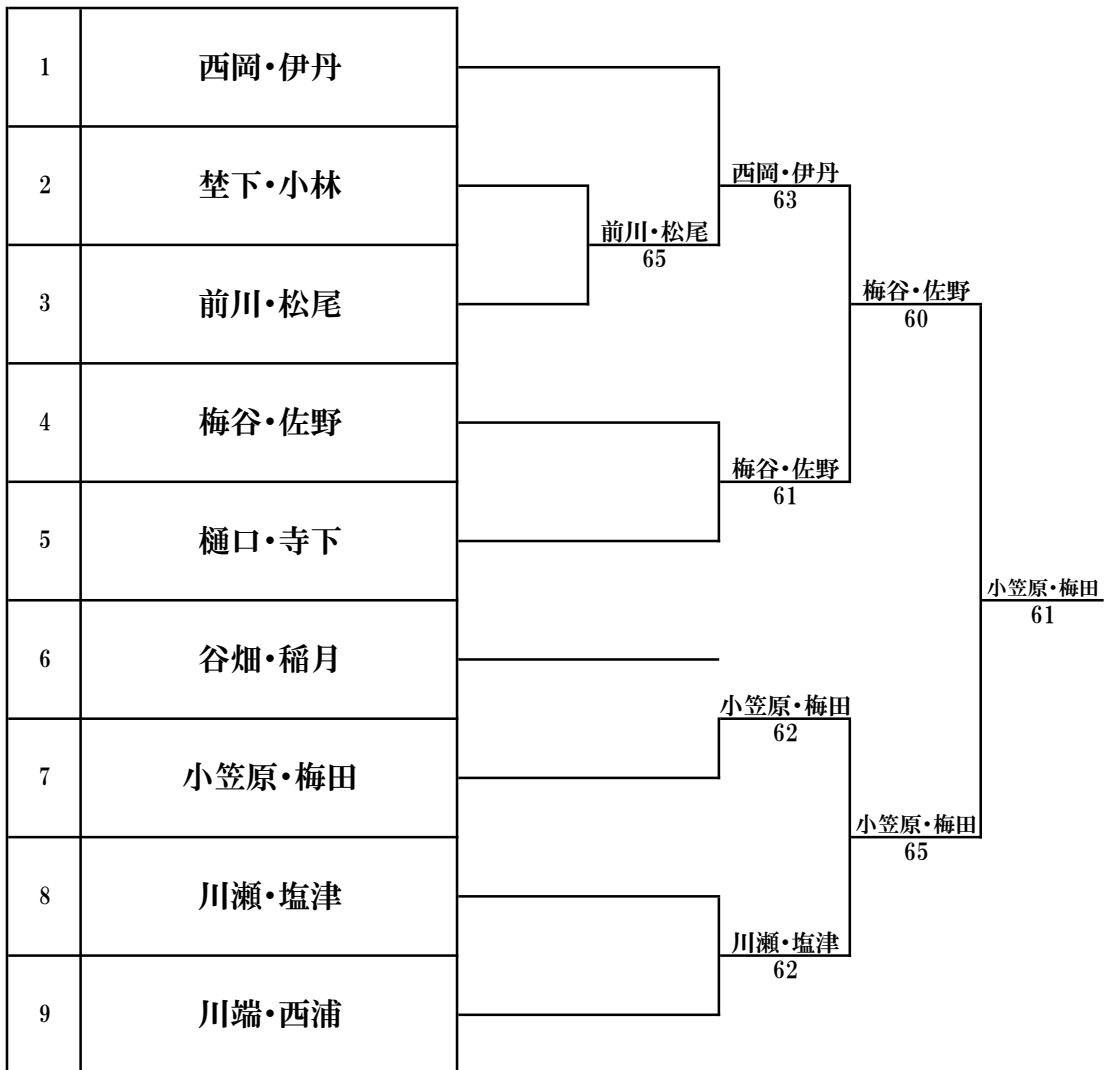 1 西岡・伊丹
2 埜下・小林
3 前川・松尾
4 梅谷・佐野
5 樋口・寺下
6 谷畑・稲月
7 小笠原・梅田
8 川瀬・塩津
9 川端・西浦
前川・松尾
65
西岡・伊丹
63
梅谷・佐野
61
小笠原・梅田
62
川瀬・塩津
62
梅谷・佐野
60
小笠原・梅田
65
小笠原・梅田
61